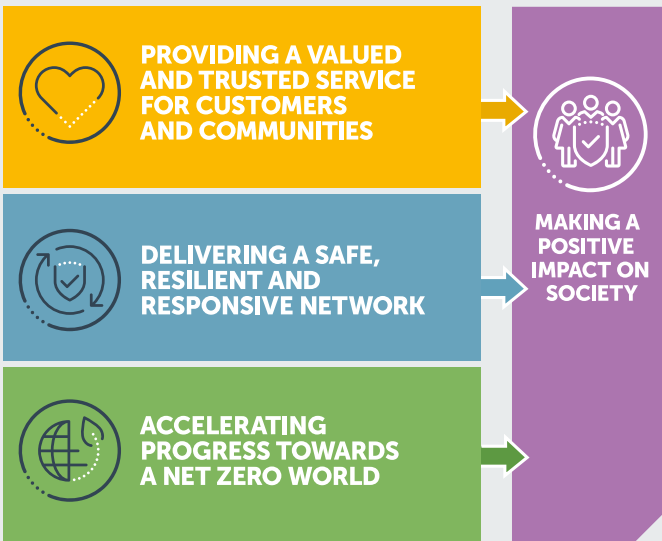 PROVIDING A VALUED
AND TRUSTED SERVICE
FOR CUSTOMERS
AND COMMUNITIES
DELIVERING A SAFE,
RESILIENT AND
RESPONSIVE NETWORK
ACCELERATING
PROGRESS TOWARDS
A NET ZERO WORLD
MAKING A
POSITIVE
IMPACT ON
SOCIETY